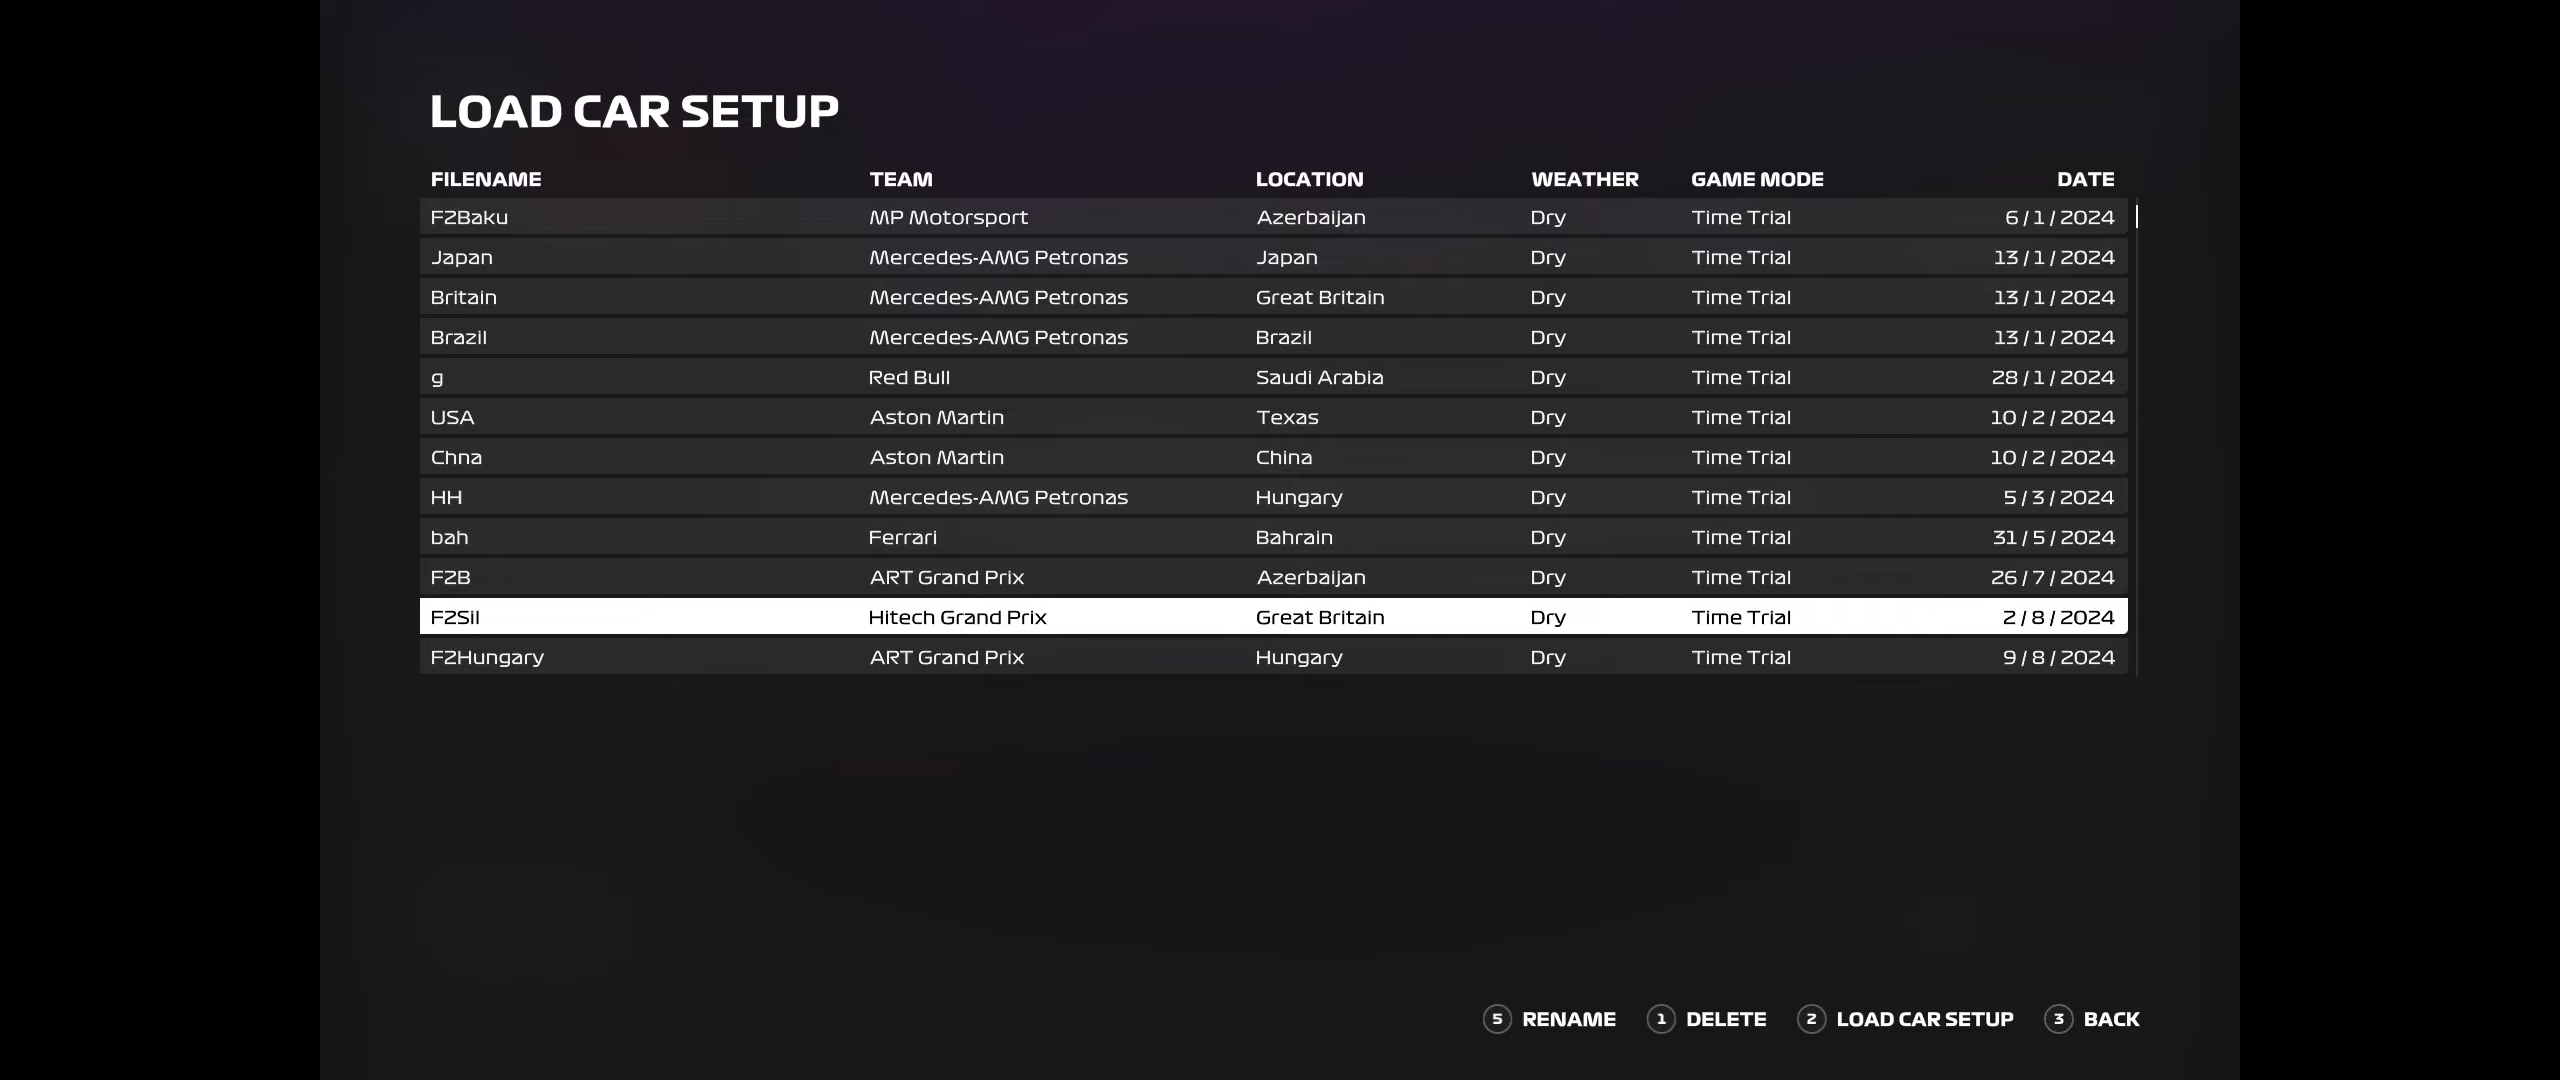 LOAD CAR SETUP
FILENAME TEAM LOCATION WEATHER GAME MODE DATE
F2Baku MP Motorsport Azerbaijan Dry Time Trial 6 / 1 / 2024
Japan Mercedes-AMG Petronas Japan Dry Time Trial 13 / 1 / 2024
Britain Mercedes-AMG Petronas Great Britain Dry Time Trial 13 / 1 / 2024
Brazil Mercedes-AMG Petronas Brazil Dry Time Trial 13 / 1 / 2024
g Red Bull Saudi Arabia Dry Time Trial 28 / 1 / 2024
USA Aston Martin Texas Dry Time Trial 10 / 2 / 2024
Chna Aston Martin China Dry Time Trial 10 / 2 / 2024
HH Mercedes-AMG Petronas Hungary Dry Time Trial 5 / 3 / 2024
bah Ferrari Bahrain Dry Time Trial 31 / 5 / 2024
F2B ART Grand Prix Azerbaijan Dry Time Trial 26 / 7 / 2024
F2Sil Hitech Grand Prix Great Britain Dry Time Trial 2 / 8 / 2024
F2Hungary ART Grand Prix Hungary Dry Time Trial 9 / 8 / 2024
5 RENAME 1 DELETE 2 LOAD CAR SETUP 3 BACK